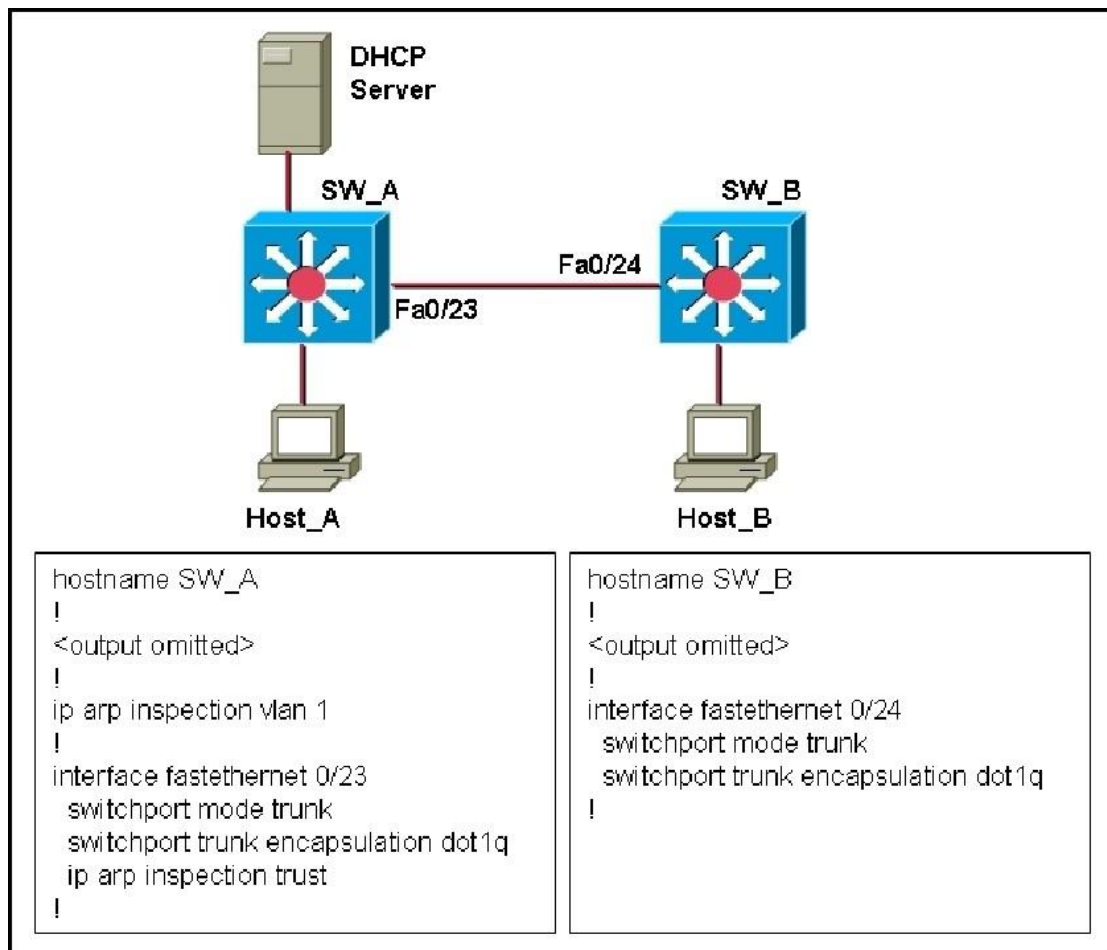 DHCP
Server
SW_A
SW_B
Fa0/24
Fa0/23
Host_A
Host_B
hostname SW_A
!
<output omitted>
!
ip arp inspection vlan 1
!
interface fastethernet 0/23
switchport mode trunk
switchport trunk encapsulation dot1q
ip arp inspection trust
!
hostname SW_B
!
<output omitted>
!
interface fastethernet 0/24
switchport mode trunk
switchport trunk encapsulation dot1q
!